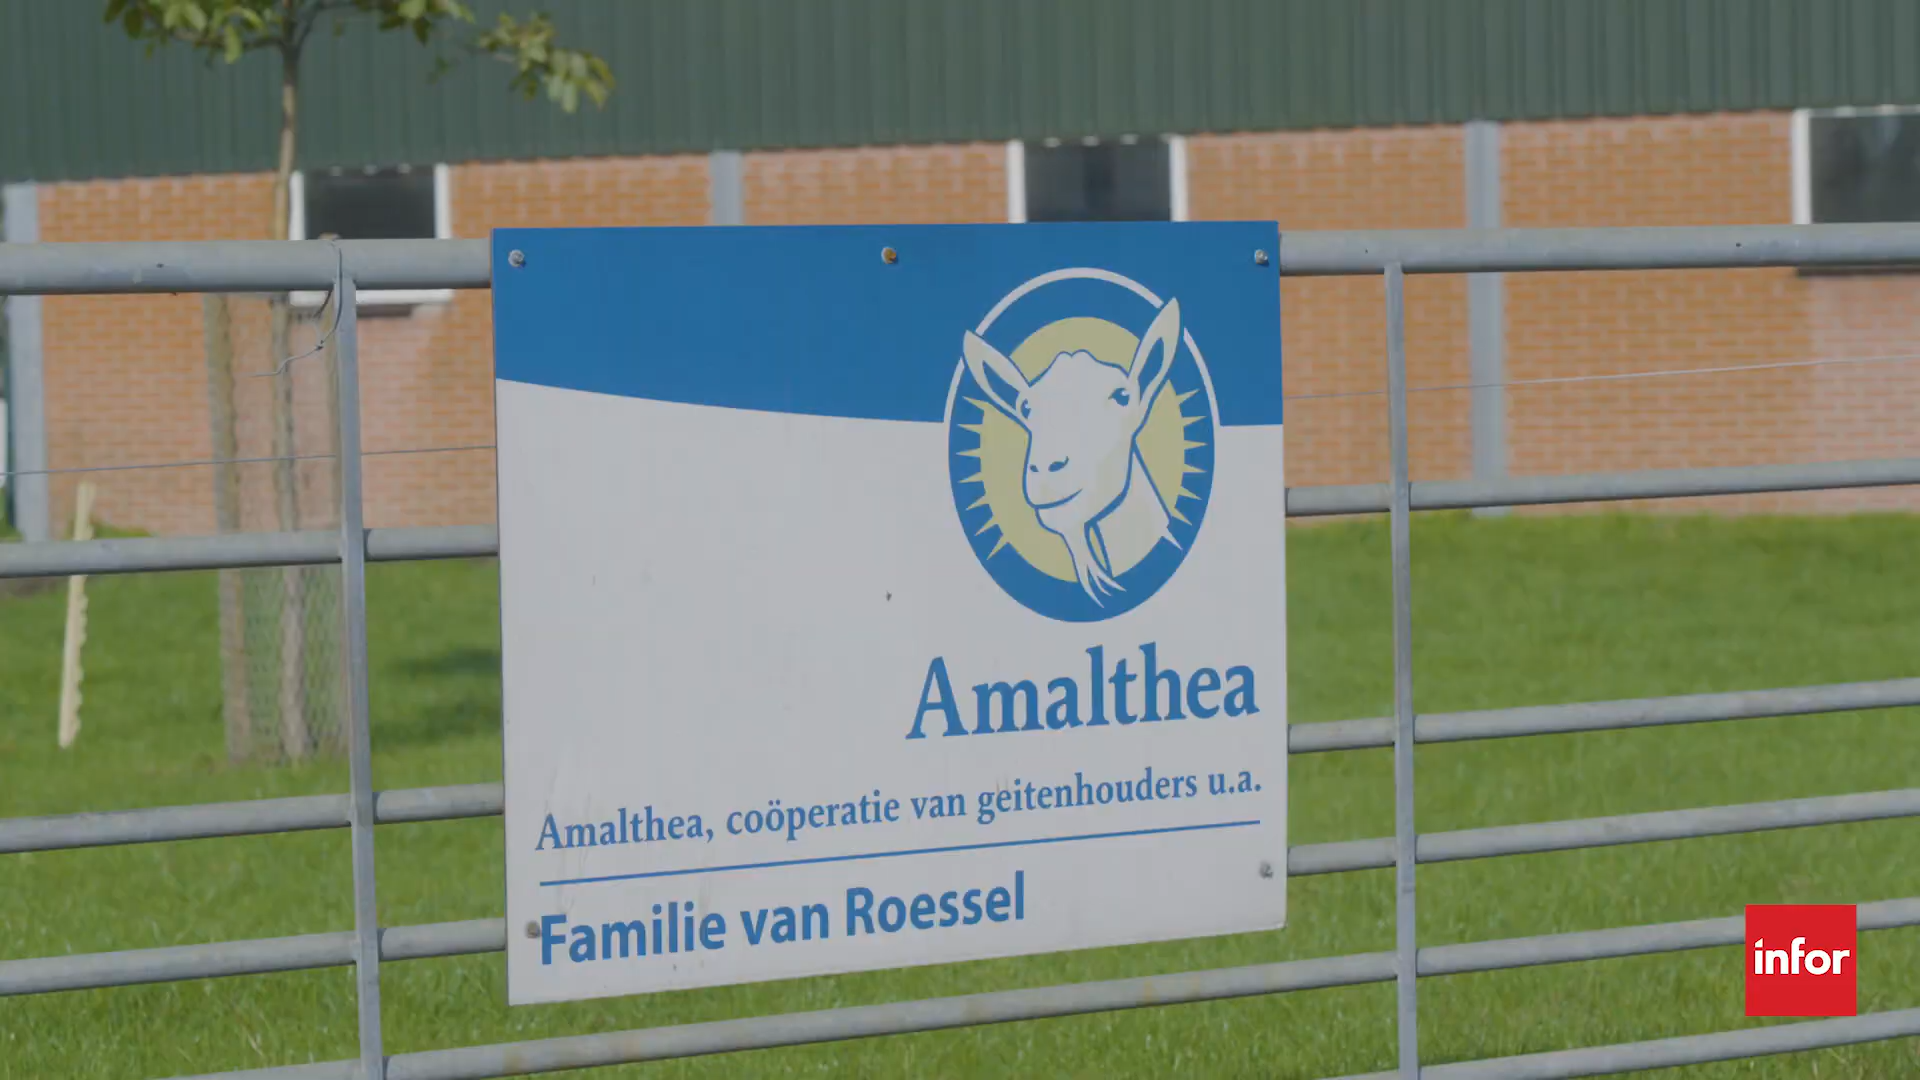 Amalthea
Amalthea, coöperatie van geitenhouders u.a.
Familie van Roessel
infor